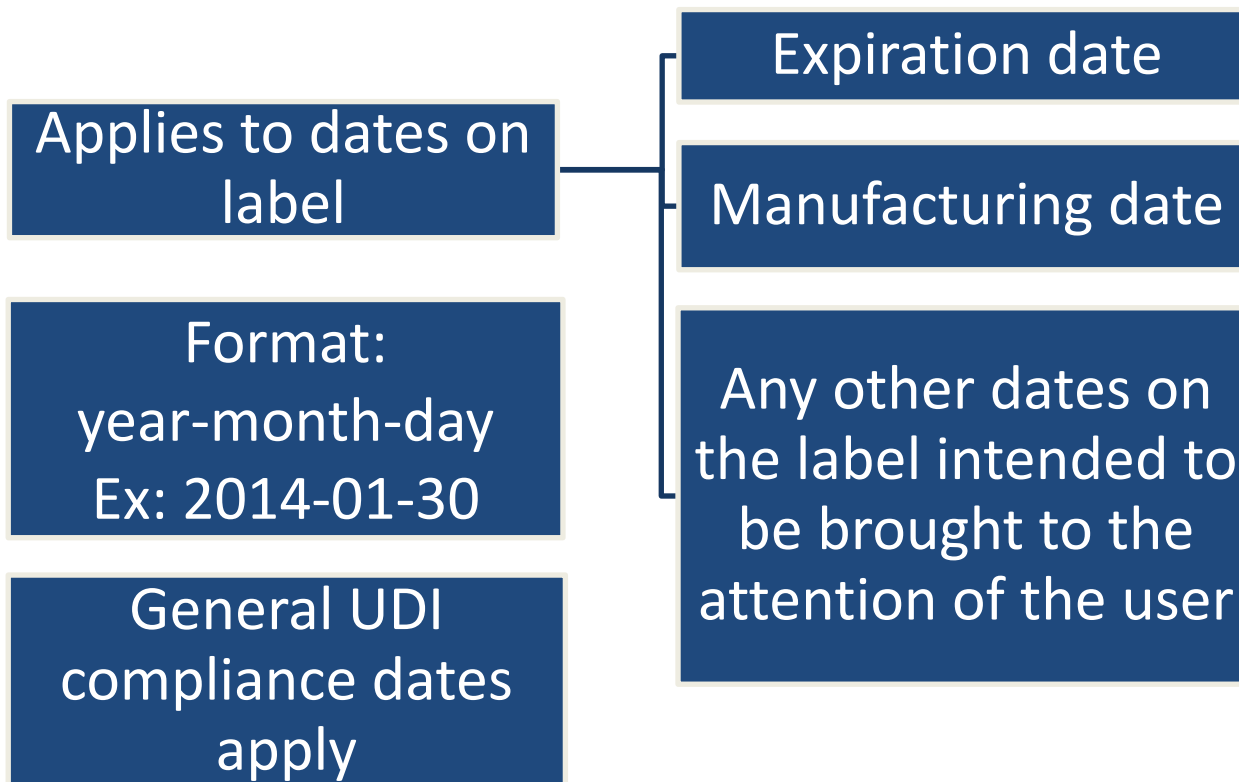 Applies to dates on
label
Expiration date
Manufacturing date
Any other dates on
the label intended to
be brought to the
attention of the user
Format:
year-month-day
Ex: 2014-01-30
General UDI
compliance dates
apply